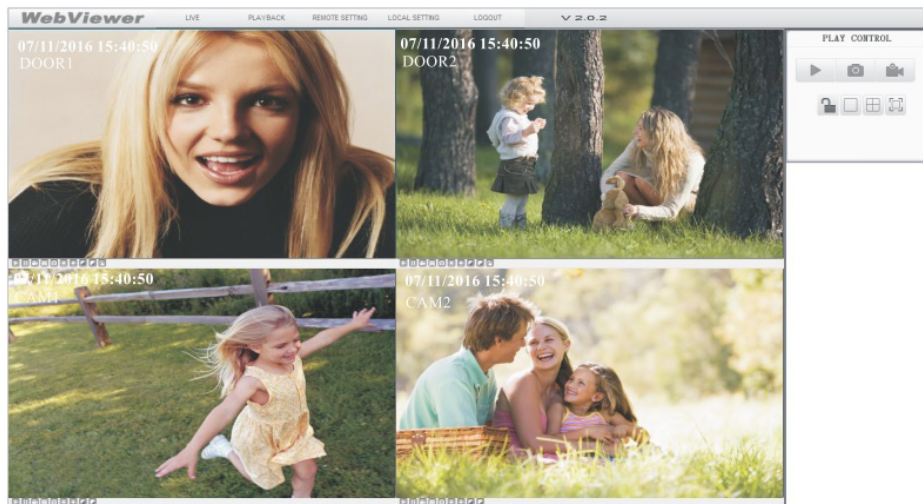 WebViewer LIVE PLAYBACK REMOTE SETTING LOCAL SETTING LOGOUT V 2.0.2
07/11/2016 15:40:50
DOOR1
07/11/2016 15:40:50
DOOR2
PLAY CONTROL
07/11/2016 15:40:50
CAM1
07/11/2016 15:40:50
CAM2